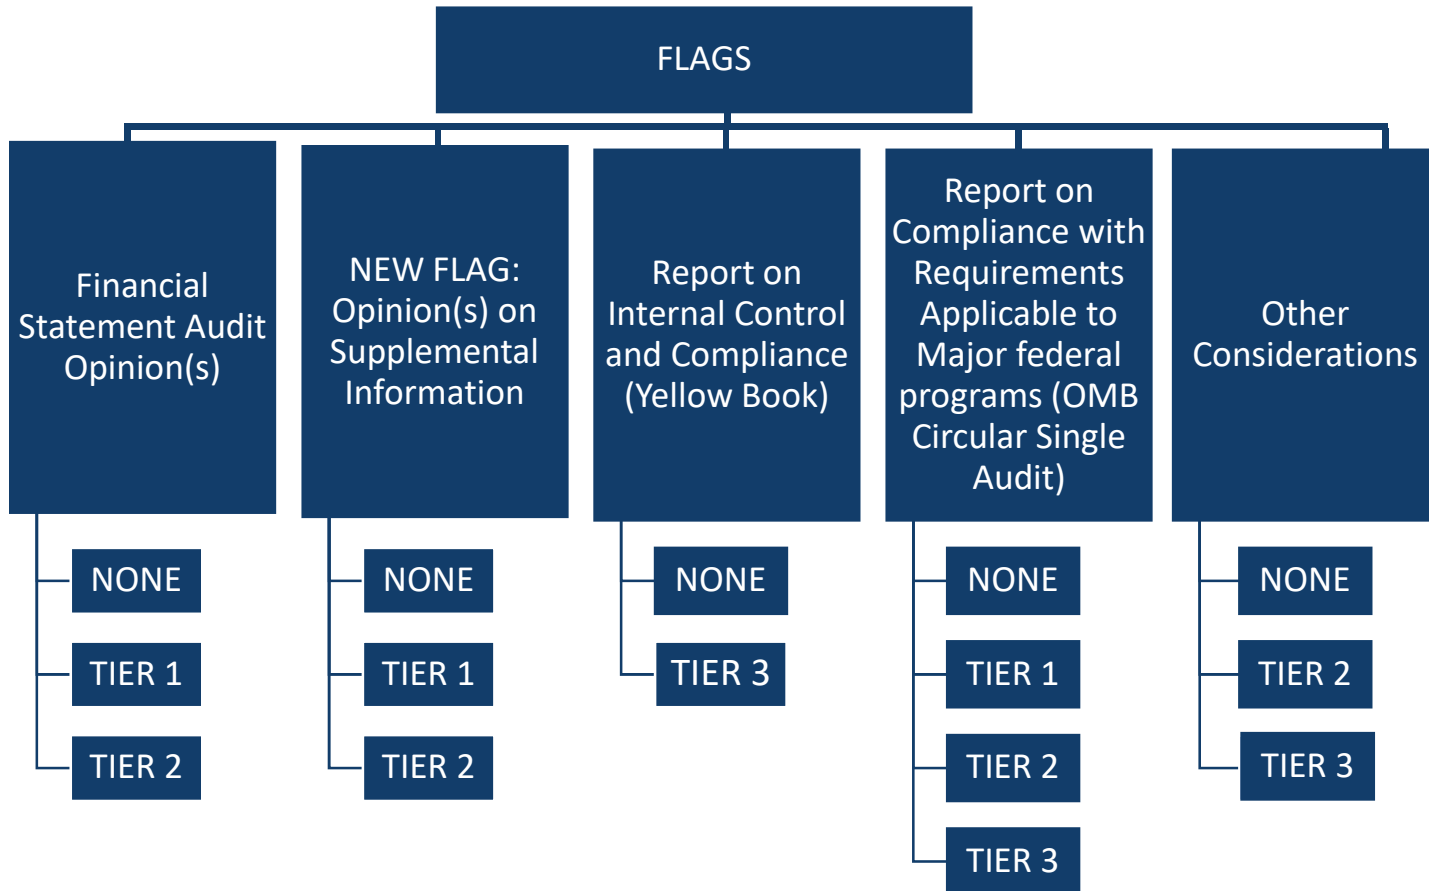 FLAGS
Financial
Statement Audit
Opinion(s)
NONE
TIER 1
TIER 2
NEW FLAG:
Opinion(s) on
Supplemental
Information
NONE
TIER 1
TIER 2
Report on
Internal Control
and Compliance
(Yellow Book)
NONE
TIER 3
Report on
Compliance with
Requirements
Applicable to
Major federal
programs (OMB
Circular Single
Audit)
NONE
TIER 1
TIER 2
TIER 3
Other
Considerations
NONE
TIER 2
TIER 3